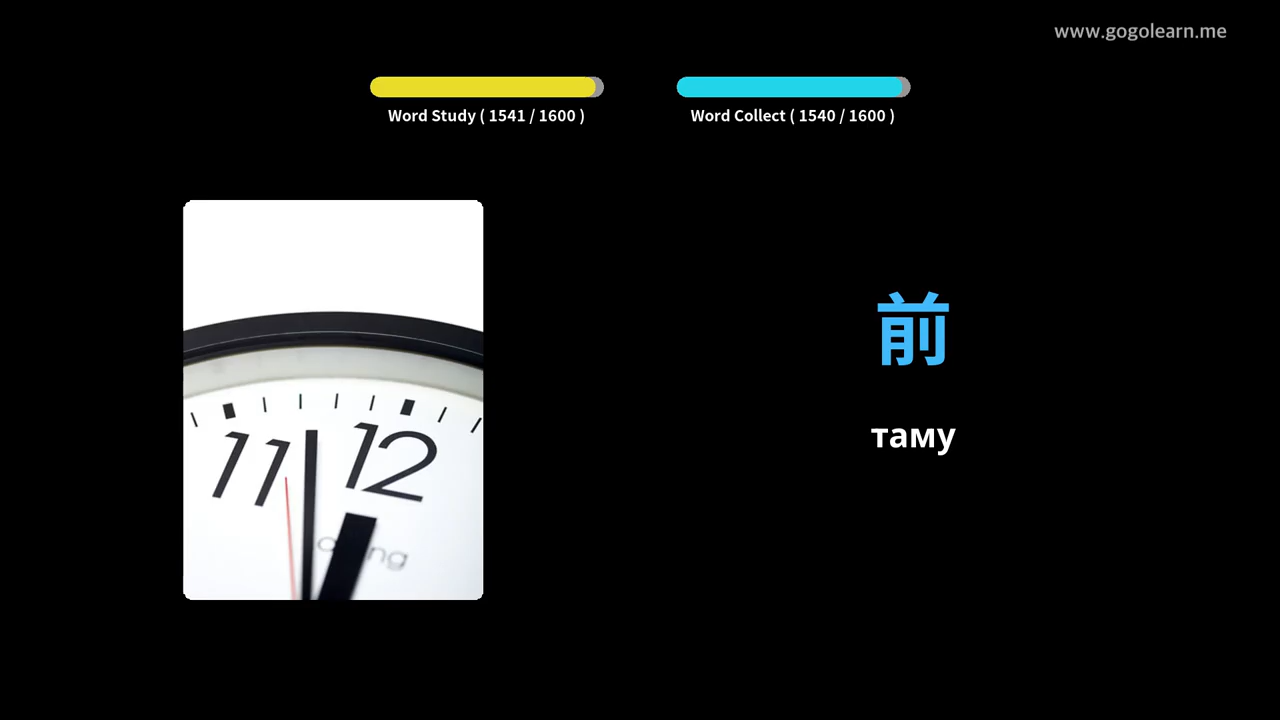 www.gogolearn.me
Word Study ( 1541 / 1600 )
Word Collect ( 1540 / 1600 )
11
12
前
таму